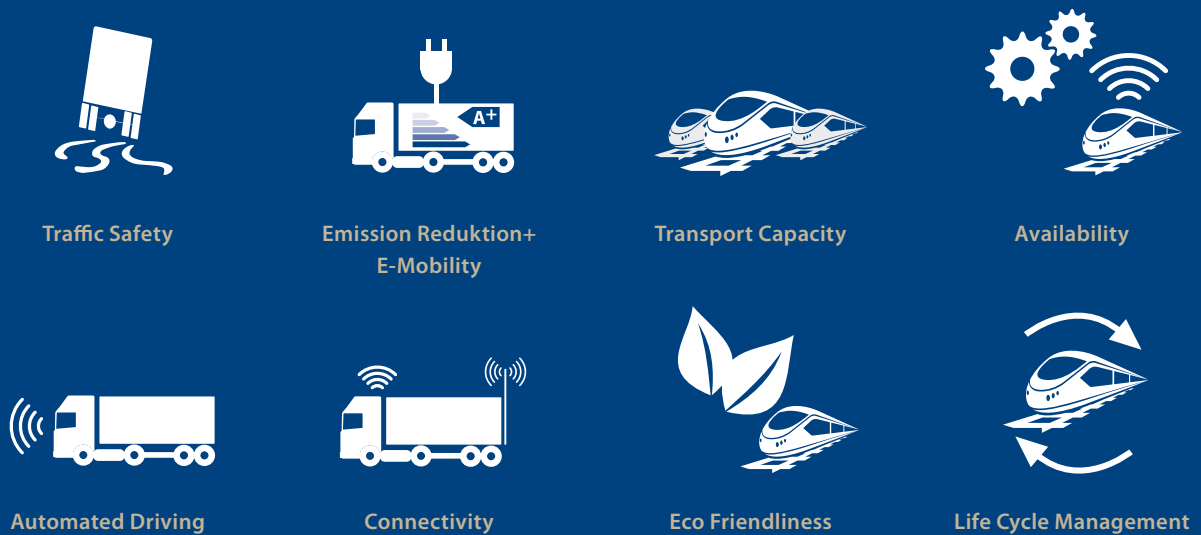 A+
Traffic Safety
Emission Reduktion+
E-Mobility
Transport Capacity
Availability
Automated Driving
Connectivity
Eco Friendliness
Life Cycle Management